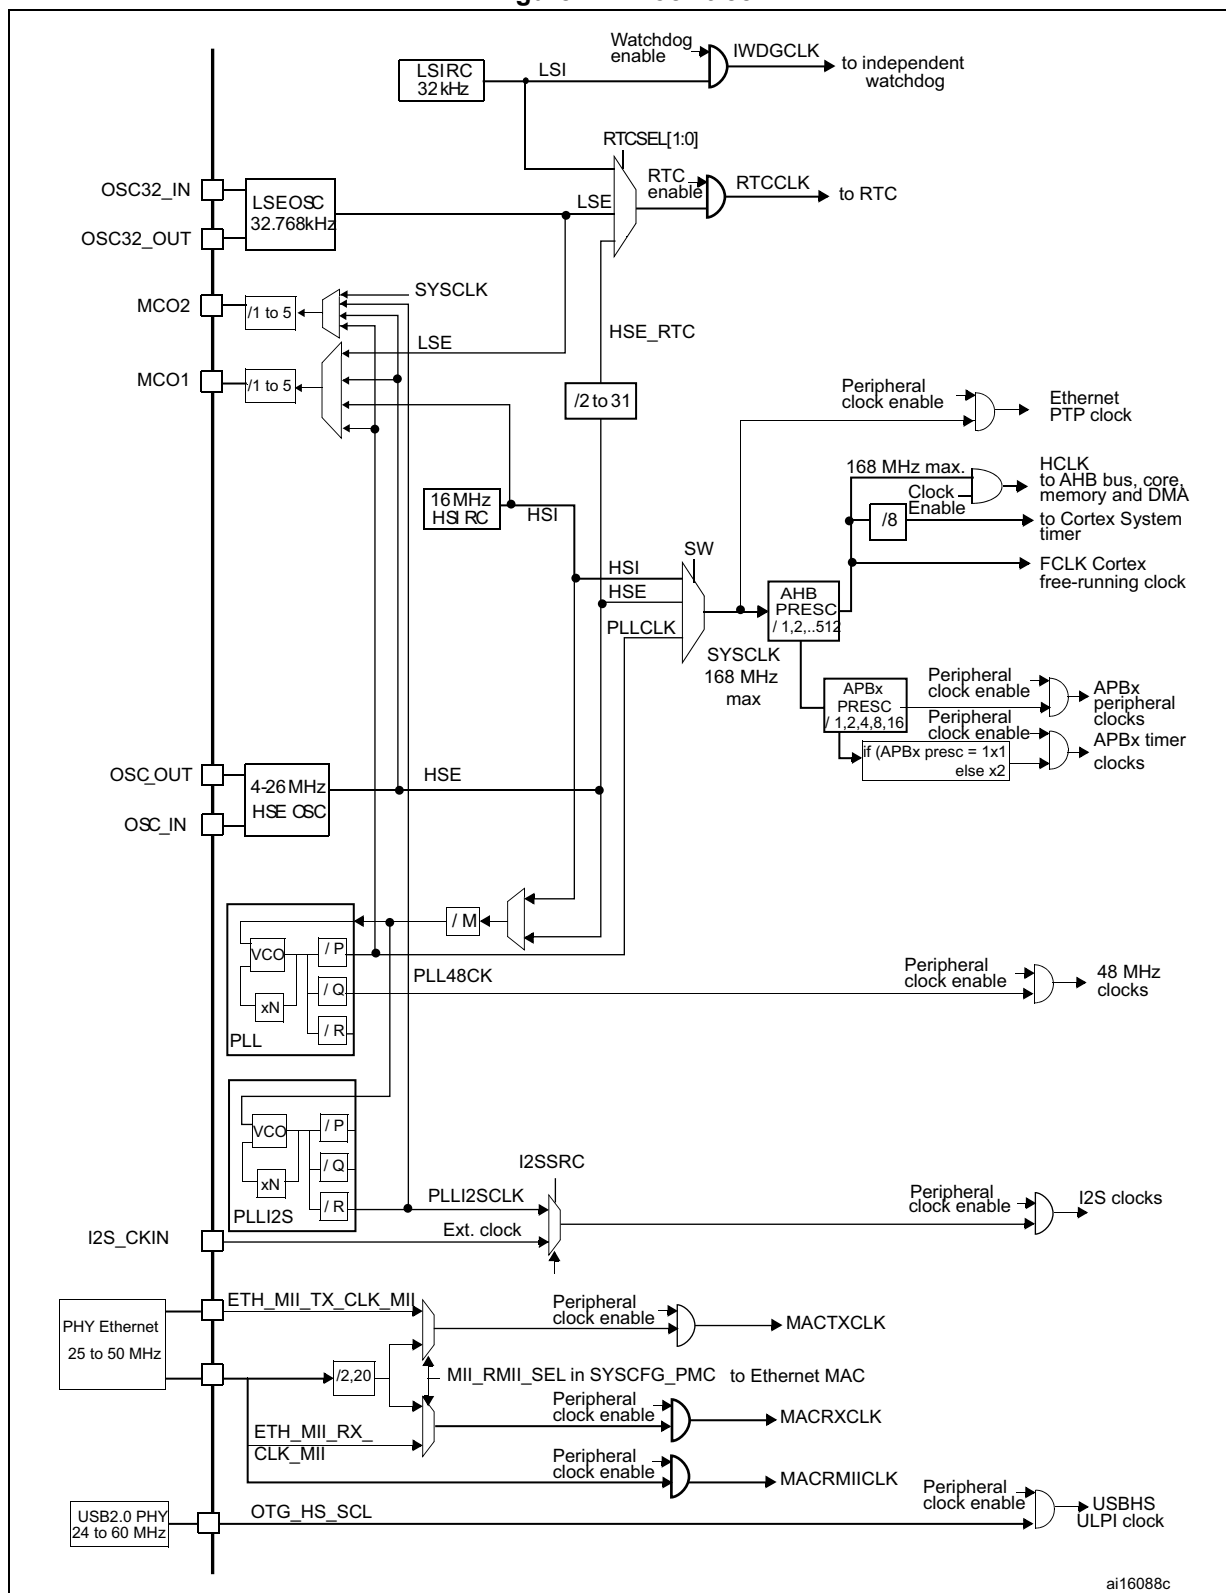 Watchdog
enable
IWDGCLK
to independent
watchdog
LSIRC
32kHz
LSI
RTCSEL[1:0]
OSC32_IN
OSC32_OUT
LSEOSC
32.768kHz
LSE
RTC
enable
RTCCLK
to RTC
MCO2
/1 to 5
SYSCLK
LSE
HSE_RTC
MCO1
/1 to 5
/2 to 31
Peripheral
clock enable
Ethernet
PTP clock
16MHz
HSI RC
HSI
168 MHz max.
Clock
Enable
HCLK
to AHB bus, core,
memory and DMA
/8
to Cortex System
timer
FCLK Cortex
free-running clock
SW
HSI
HSE
PLLCLK
SYSCLK
168 MHz
max
AHB
PRESC
/ 1,2,..512
APBx
PRESC
/ 1,2,4,8,16
Peripheral
clock enable
APBx
peripheral
clocks
Peripheral
clock enable
if (APBx presc = 1x1
else x2
APBx timer
clocks
OSC_OUT
OSC_IN
4-26MHz
HSE OSC
HSE
/ M
VCO
xN
/ P
/ Q
/ R
PLL
PLL48CK
Peripheral
clock enable
48 MHz
clocks
VCO
xN
/ P
/ Q
/ R
PLLI2S
I2SSRC
PLLI2SCLK
Ext. clock
I2S_CKIN
Peripheral
clock enable
I2S clocks
PHY Ethernet
25 to 50 MHz
ETH_MII_TX_CLK_MII
Peripheral
clock enable
MACTXCLK
/2,20
MII_RMII_SEL in SYSCFG_PMC
to Ethernet MAC
ETH_MII_RX_
CLK_MII
Peripheral
clock enable
MACRXCLK
Peripheral
clock enable
MACRMIICLK
USB2.0 PHY
24 to 60 MHz
OTG_HS_SCL
Peripheral
clock enable
USBHS
ULPI clock
ai16088c